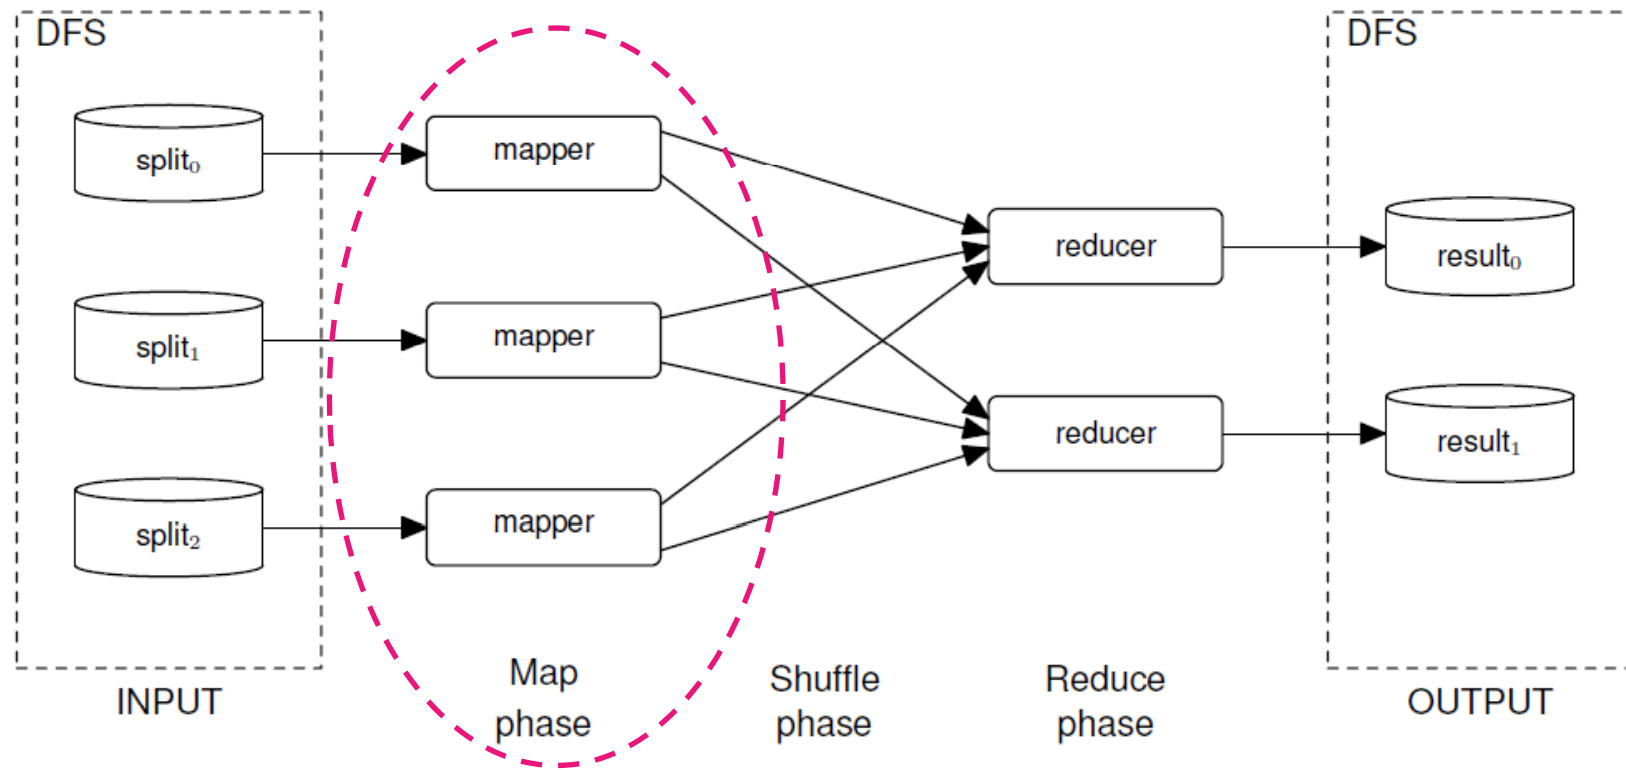 DFS
DFS
split₀
mapper
split₁
mapper
split₂
mapper
reducer
reducer
result₀
result₁
INPUT
Map
phase
Shuffle
phase
Reduce
phase
OUTPUT